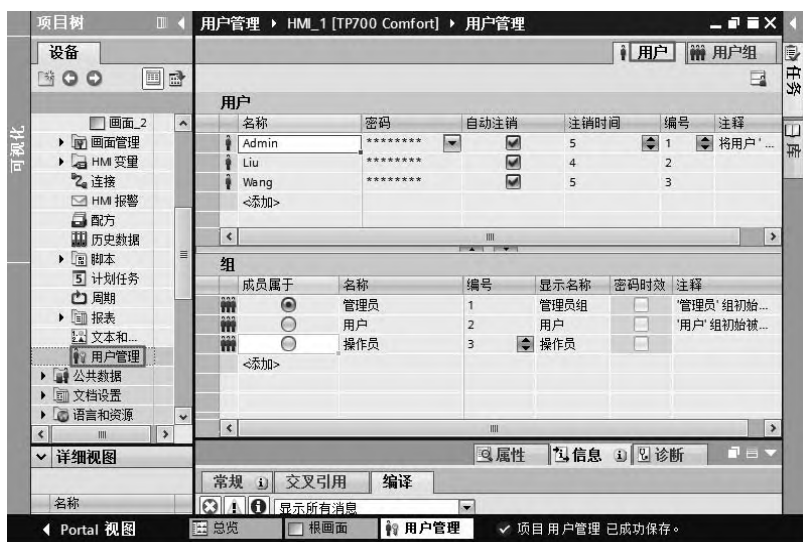 项目树
用户管理 ▸ HMI_1 [TP700 Comfort] ▸ 用户管理
设备
用户 用户组
任务
库
可视化
画面_2
画面管理
HMI 变量
连接
HMI 报警
配方
历史数据
脚本
计划任务
周期
报表
文本和...
用户管理
公共数据
文档设置
语言和资源
详细视图
名称
用户
名称 密码 自动注销 注销时间 编号 注释
Admin ******** 5 1 将用户'...
Liu ******** 4 2
Wang ******** 5 3
<添加>
组
成员属于 名称 编号 显示名称 密码时效 注释
管理员 1 管理员组 '管理员'组初始...
用户 2 用户 '用户'组初始被...
操作员 3 操作员
<添加>
属性 信息 诊断
常规 交叉引用 编译
显示所有消息
Portal 视图 总览 根画面 用户管理 项目 用户管理 已成功保存。